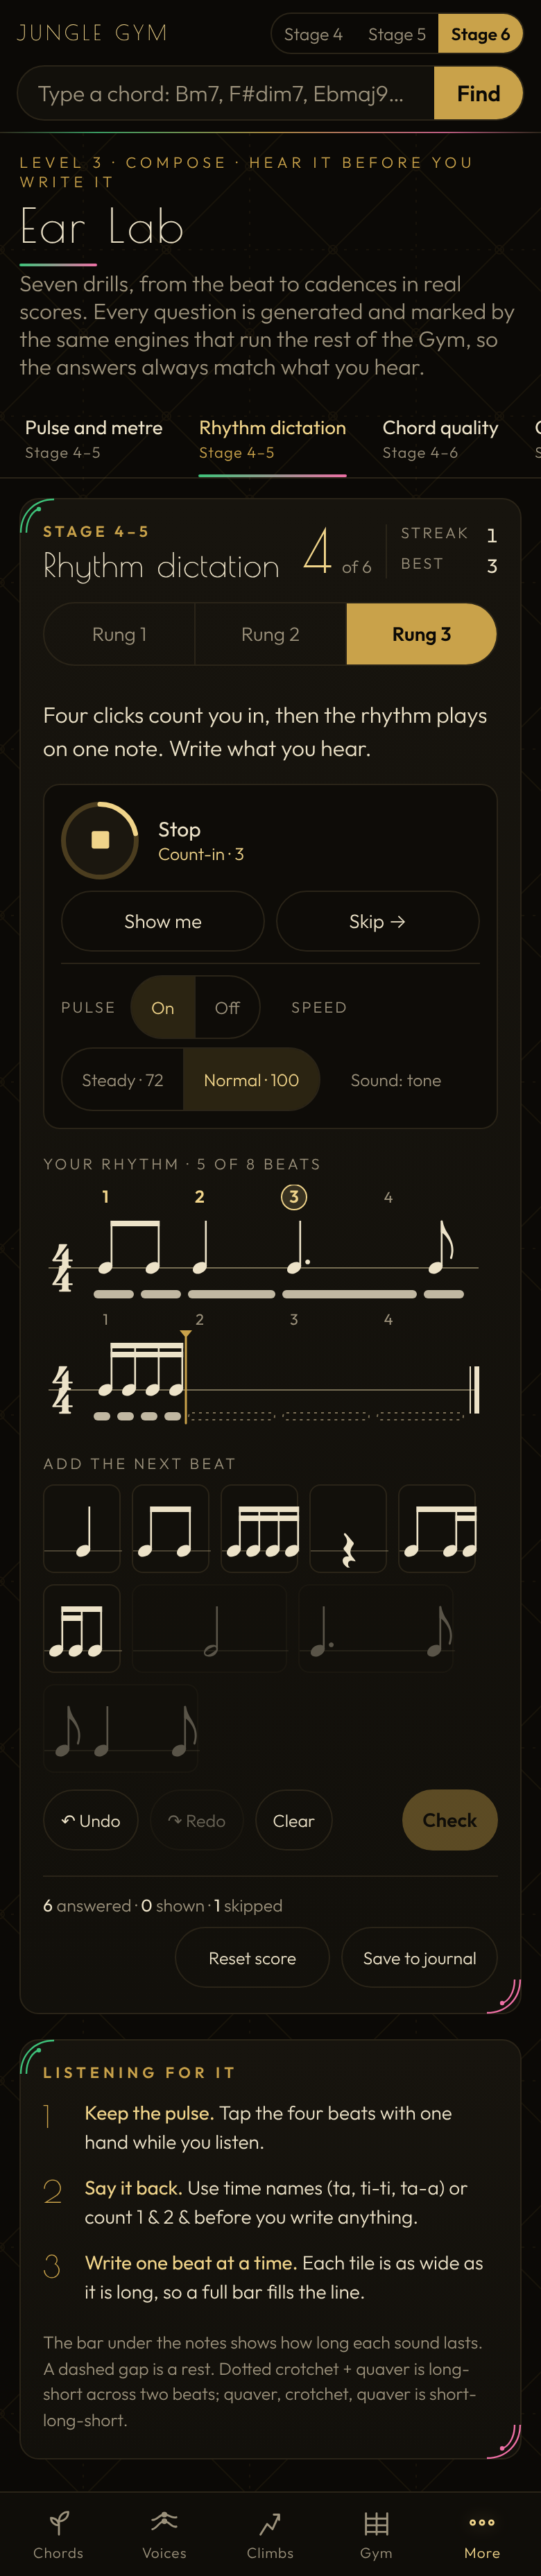 JUNGLE GYM
Stage 4 Stage 5 Stage 6
Type a chord: Bm7, F#dim7, Ebmaj9... Find
LEVEL 3 · COMPOSE · HEAR IT BEFORE YOU
WRITE IT
Ear Lab
Seven drills, from the beat to cadences in real
scores. Every question is generated and marked by
the same engines that run the rest of the Gym, so
the answers always match what you hear.
Pulse and metre Rhythm dictation Chord quality
Stage 4–5 Stage 4–5 Stage 4–6
STAGE 4–5
Rhythm dictation 4 of 6
STREAK 1
BEST 3
Rung 1 Rung 2 Rung 3
Four clicks count you in, then the rhythm plays
on one note. Write what you hear.
Stop
Count-in · 3
Show me Skip →
PULSE On Off SPEED
Steady · 72 Normal · 100 Sound: tone
YOUR RHYTHM · 5 OF 8 BEATS
1 2 3 4
4
4
1 2 3 4
4
4
ADD THE NEXT BEAT
↶ Undo ↷ Redo Clear Check
6 answered · 0 shown · 1 skipped
Reset score Save to journal
LISTENING FOR IT
1 Keep the pulse. Tap the four beats with one
hand while you listen.
2 Say it back. Use time names (ta, ti-ti, ta-a) or
count 1 & 2 & before you write anything.
3 Write one beat at a time. Each tile is as wide as
it is long, so a full bar fills the line.
The bar under the notes shows how long each sound lasts.
A dashed gap is a rest. Dotted crotchet + quaver is long-
short across two beats; quaver, crotchet, quaver is short-
long-short.
Chords Voices Climbs Gym More